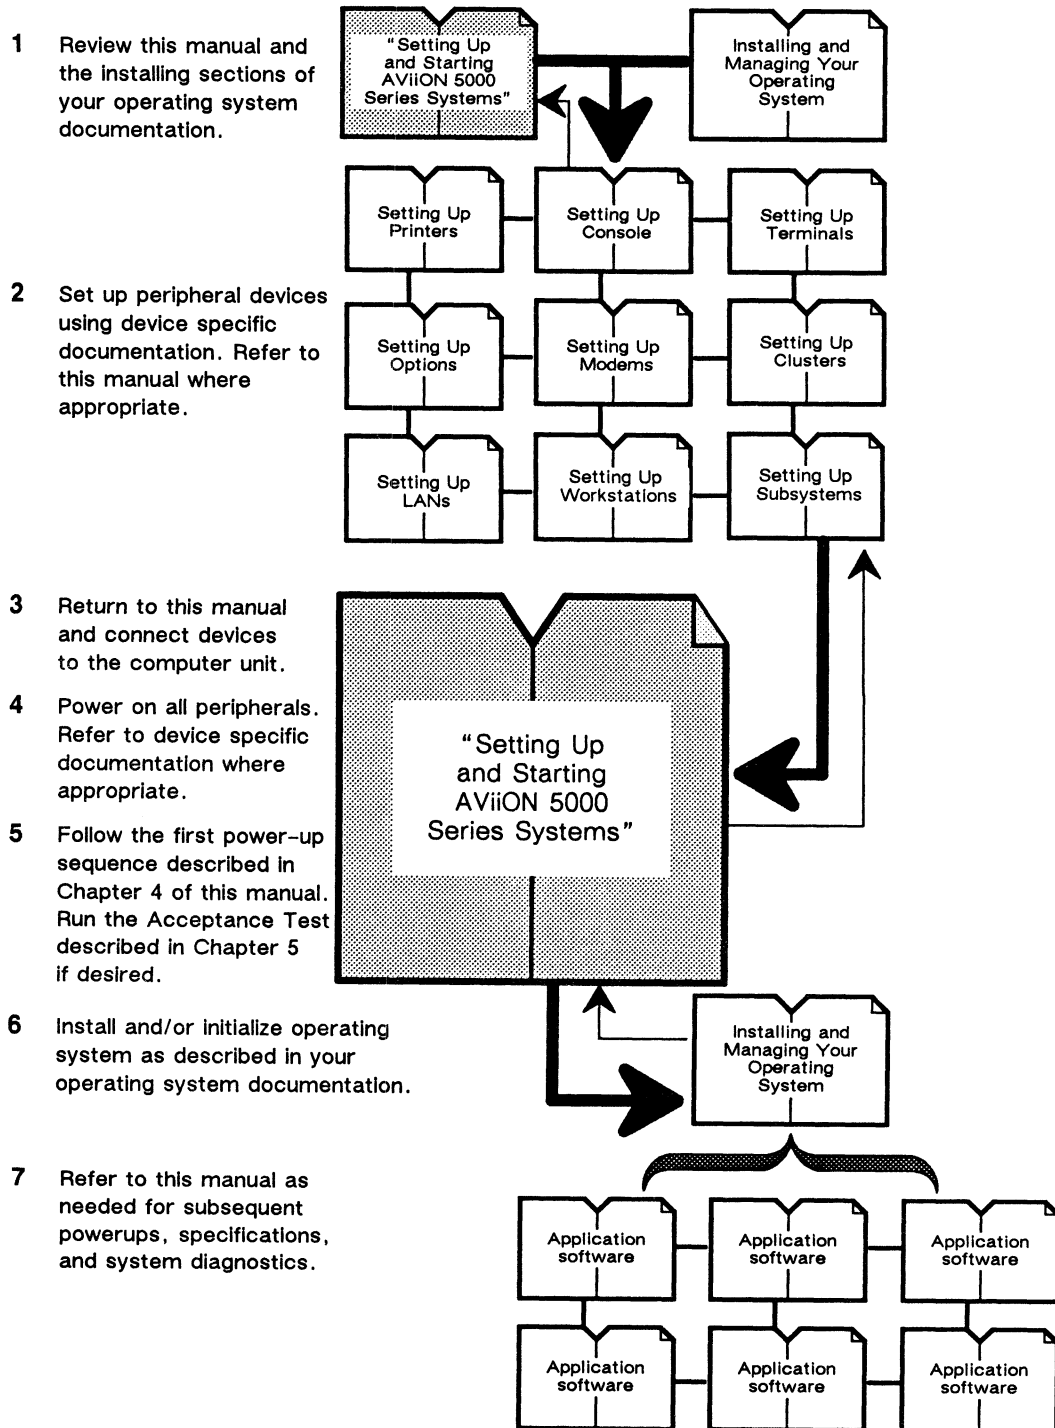 1 Review this manual and
the installing sections of
your operating system
documentation.
"Setting Up
and Starting
AViiON 5000
Series Systems"
Installing and
Managing Your
Operating
System
Setting Up
Printers
Setting Up
Console
Setting Up
Terminals
2 Set up peripheral devices
using device specific
documentation. Refer to
this manual where
appropriate.
Setting Up
Options
Setting Up
Modems
Setting Up
Clusters
Setting Up
LANs
Setting Up
Workstations
Setting Up
Subsystems
3 Return to this manual
and connect devices
to the computer unit.
4 Power on all peripherals.
Refer to device specific
documentation where
appropriate.
5 Follow the first power-up
sequence described in
Chapter 4 of this manual.
Run the Acceptance Test
described in Chapter 5
if desired.
"Setting Up
and Starting
AViiON 5000
Series Systems"
6 Install and/or initialize operating
system as described in your
operating system documentation.
Installing and
Managing Your
Operating
System
7 Refer to this manual as
needed for subsequent
powerups, specifications,
and system diagnostics.
Application
software
Application
software
Application
software
Application
software
Application
software
Application
software